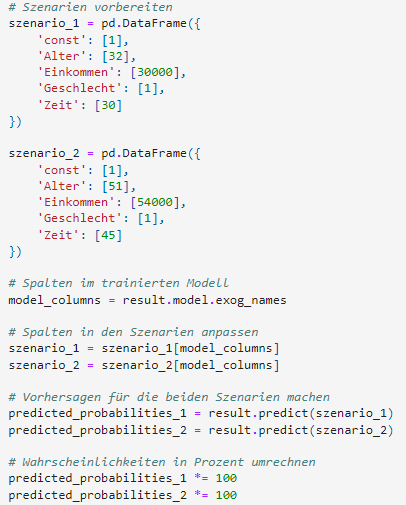 # Szenarien vorbereiten
szenario_1 = pd.DataFrame({
    'const': [1],
    'Alter': [32],
    'Einkommen': [30000],
    'Geschlecht': [1],
    'Zeit': [30]
})

szenario_2 = pd.DataFrame({
    'const': [1],
    'Alter': [51],
    'Einkommen': [54000],
    'Geschlecht': [1],
    'Zeit': [45]
})

# Spalten im trainierten Modell
model_columns = result.model.exog_names

# Spalten in den Szenarien anpassen
szenario_1 = szenario_1[model_columns]
szenario_2 = szenario_2[model_columns]

# Vorhersagen für die beiden Szenarien machen
predicted_probabilities_1 = result.predict(szenario_1)
predicted_probabilities_2 = result.predict(szenario_2)

# Wahrscheinlichkeiten in Prozent umrechnen
predicted_probabilities_1 *= 100
predicted_probabilities_2 *= 100